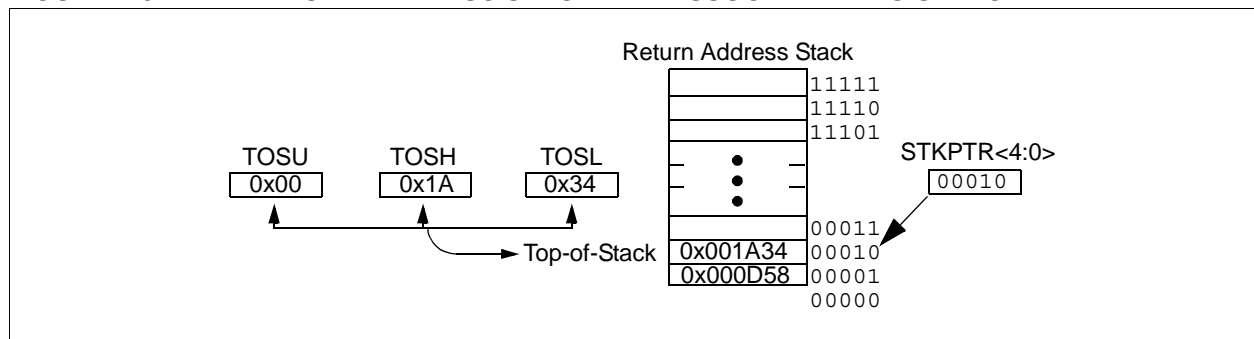 Return Address Stack
11111
11110
11101
TOSU TOSH TOSL STKPTR<4:0>
0x00 0x1A 0x34 00010
00011
Top-of-Stack 0x001A34 00010
0x000D58 00001
00000